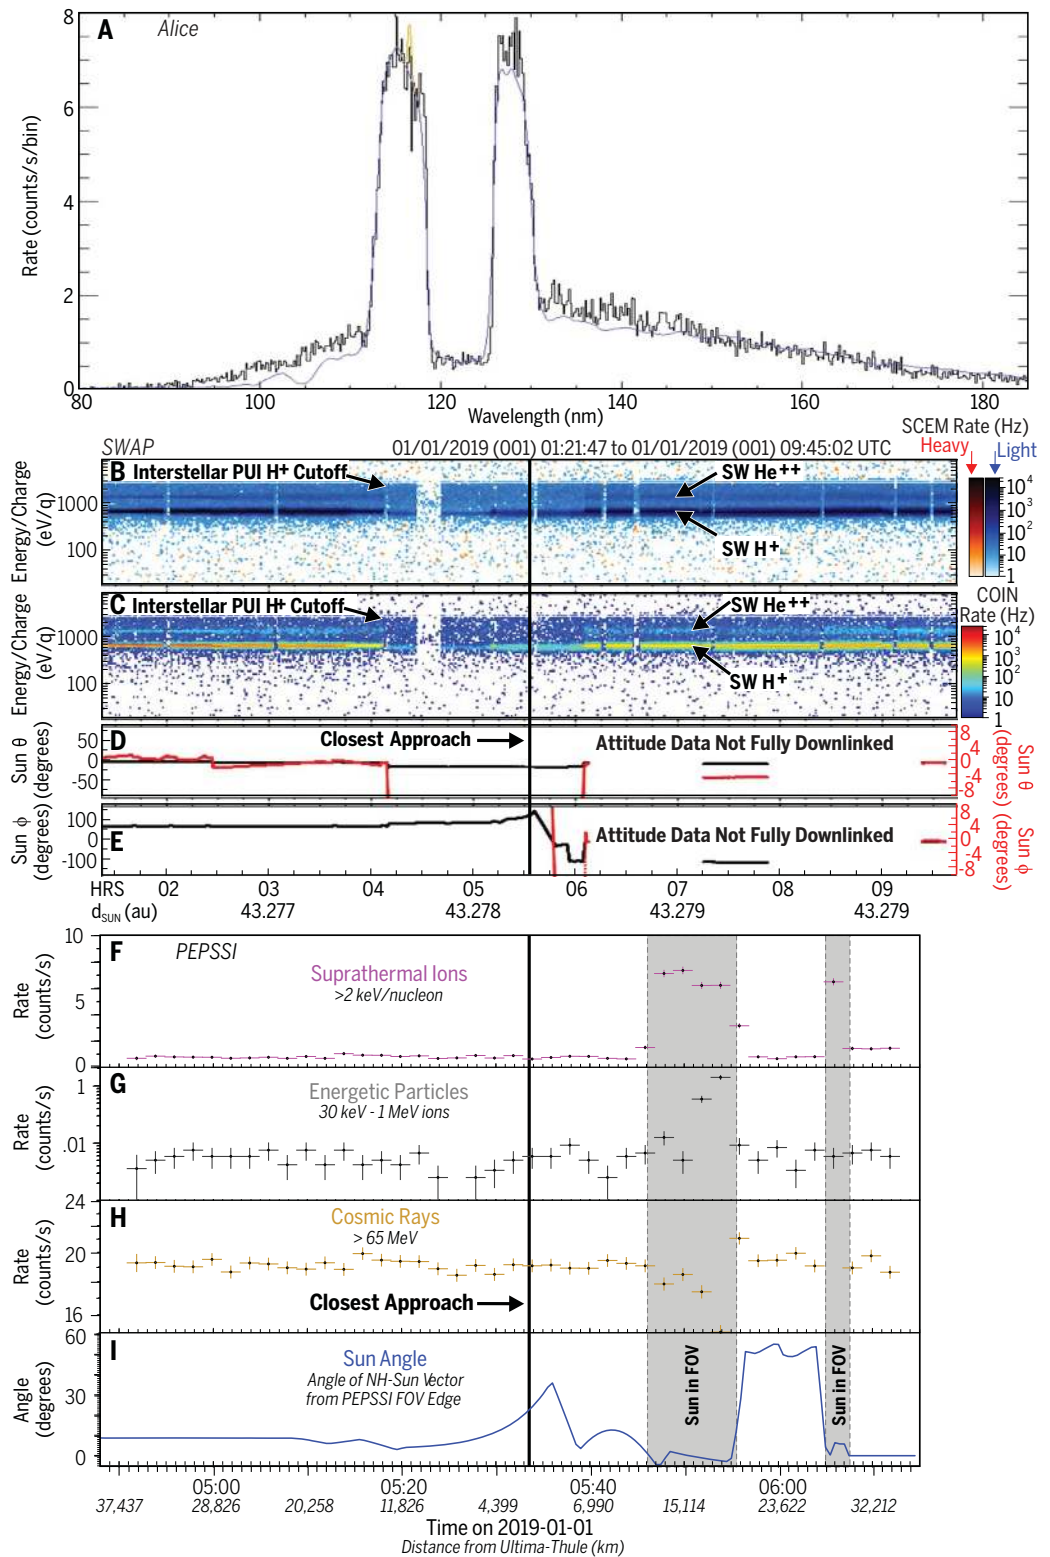 A
Alice
Rate (counts/s/bin)
8
6
4
2
0
80
100
120
140
160
180
Wavelength (nm)
SCEM Rate (Hz)
Heavy
Light
SWAP
01/01/2019 (001) 01:21:47 to 01/01/2019 (001) 09:45:02 UTC
B
Interstellar PUI H+ Cutoff
SW He++
SW H+
Energy/Charge
(eV/q)
1000
100
10⁴
10³
10²
10
1
COIN
Rate (Hz)
C
Interstellar PUI H+ Cutoff
SW He++
SW H+
Energy/Charge
(eV/q)
1000
100
10⁴
10³
10²
10
1
D
Closest Approach
Attitude Data Not Fully Downlinked
Sun θ
(degrees)
50
0
-50
8
4
0
-4
-8
Sun θ
(degrees)
E
Attitude Data Not Fully Downlinked
Sun ϕ
(degrees)
100
0
-100
8
4
0
-4
-8
Sun ϕ
(degrees)
HRS
02
03
04
05
06
07
08
09
dSUN (au)
43.277
43.278
43.279
43.279
F
PEPSSI
Suprathermal Ions
>2 keV/nucleon
Rate
(counts/s)
10
5
0
G
Energetic Particles
30 keV - 1 MeV ions
Rate
(counts/s)
1
.01
H
Cosmic Rays
> 65 MeV
Closest Approach
Rate
(counts/s)
24
20
16
I
Sun Angle
Angle of NH-Sun Vector
from PEPSSI FOV Edge
Sun in FOV
Sun in FOV
Angle
(degrees)
60
30
0
05:00
05:20
05:40
06:00
37,437
28,826
20,258
11,826
4,399
6,990
15,114
23,622
32,212
Time on 2019-01-01
Distance from Ultima-Thule (km)